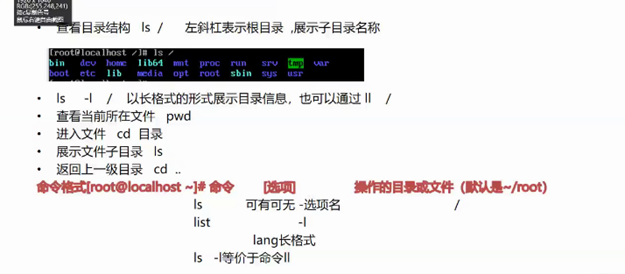 RGB:(255,248,241)
• 查看目录结构 ls / 左斜杠表示根目录 ,展示子目录名称
[root@localhost /]# ls /
bin dev home lib64 mnt proc run srv tmp var
boot etc lib media opt root sbin sys usr
• ls -l / 以长格式的形式展示目录信息，也可以通过 ll /
• 查看当前所在文件 pwd
• 进入文件 cd 目录
• 展示文件子目录 ls
• 返回上一级目录 cd ..
命令格式[root@localhost ~]# 命令 [选项] 操作的目录或文件（默认是~/root）
ls 可有可无 -选项名 /
list -l
lang长格式
ls -l等价于命令ll